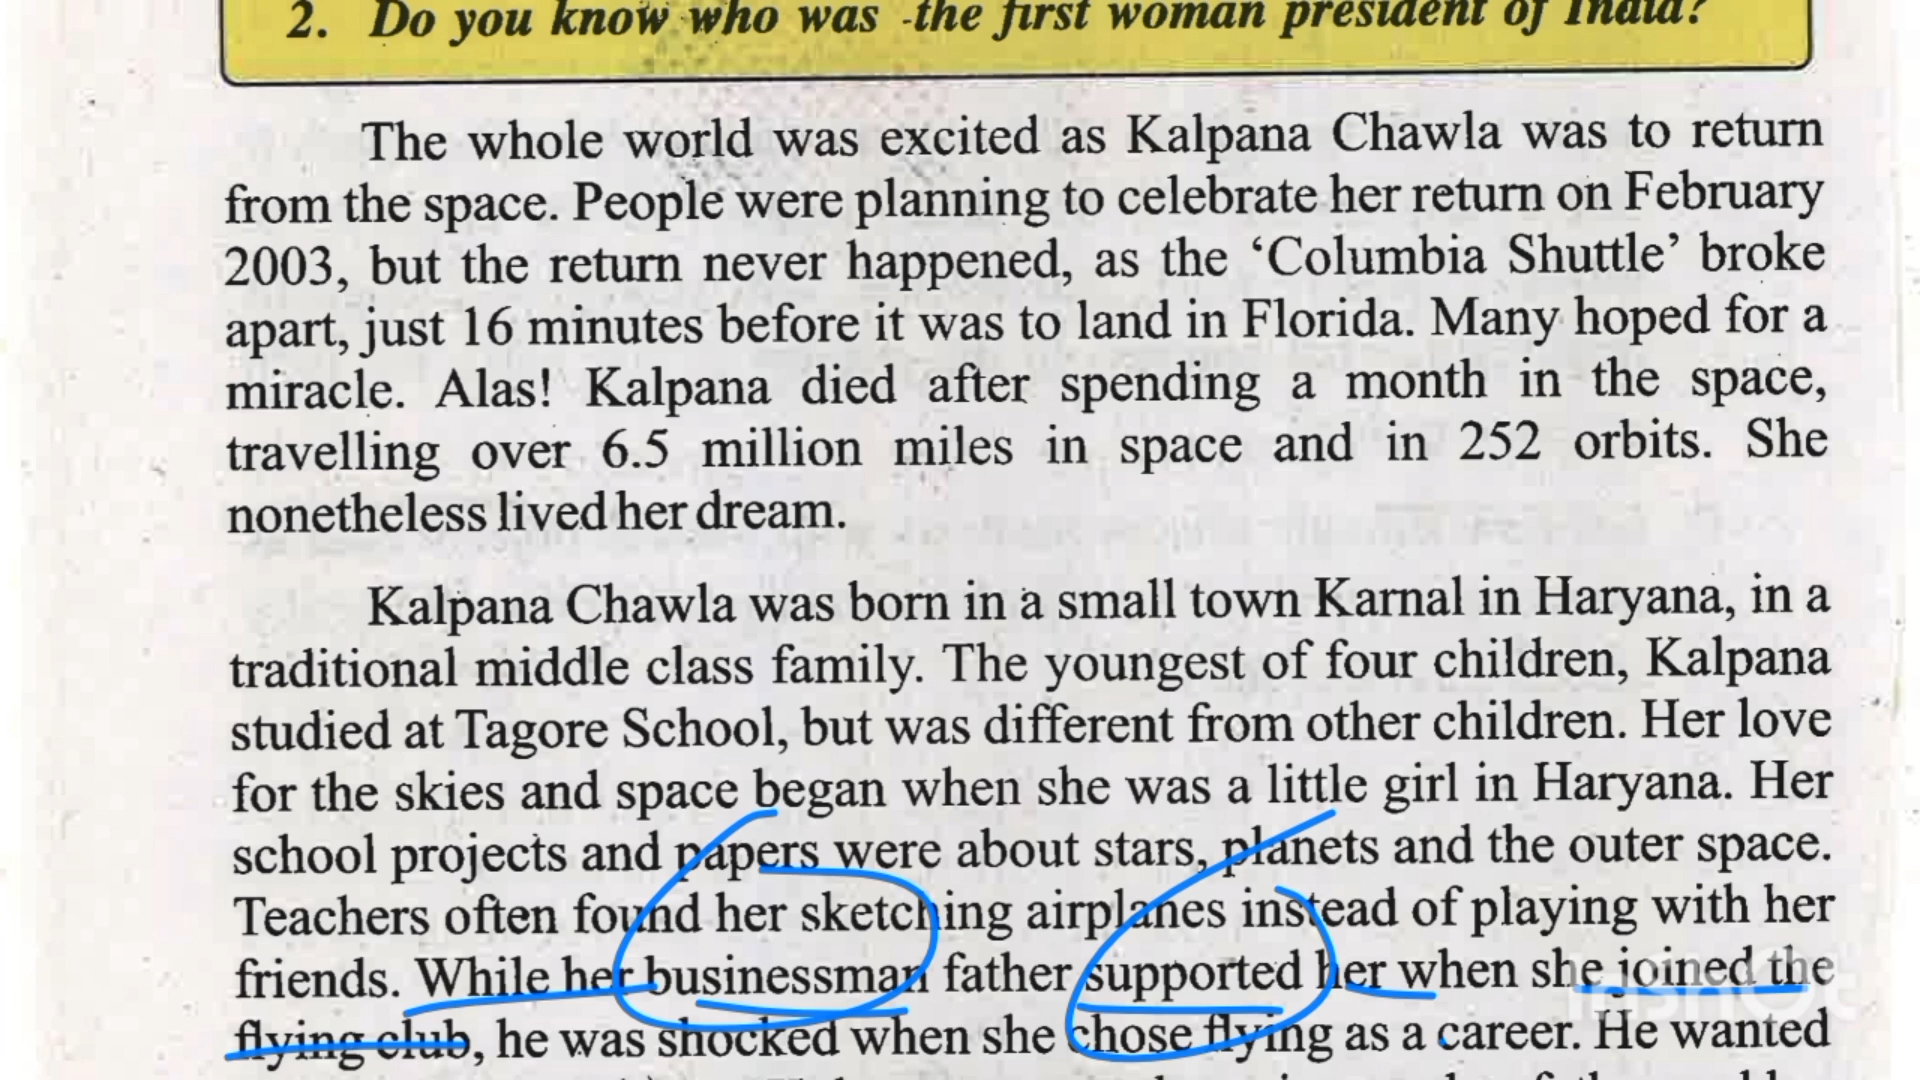 2. Do you know who was the first woman president of India?
The whole world was excited as Kalpana Chawla was to return
from the space. People were planning to celebrate her return on February
2003, but the return never happened, as the ‘Columbia Shuttle’ broke
apart, just 16 minutes before it was to land in Florida. Many hoped for a
miracle. Alas! Kalpana died after spending a month in the space,
travelling over 6.5 million miles in space and in 252 orbits. She
nonetheless lived her dream.
Kalpana Chawla was born in a small town Karnal in Haryana, in a
traditional middle class family. The youngest of four children, Kalpana
studied at Tagore School, but was different from other children. Her love
for the skies and space began when she was a little girl in Haryana. Her
school projects and papers were about stars, planets and the outer space.
Teachers often found her sketching airplanes instead of playing with her
friends. While her businessman father supported her when she joined the
flying club, he was shocked when she chose flying as a career. He wanted
InShOt